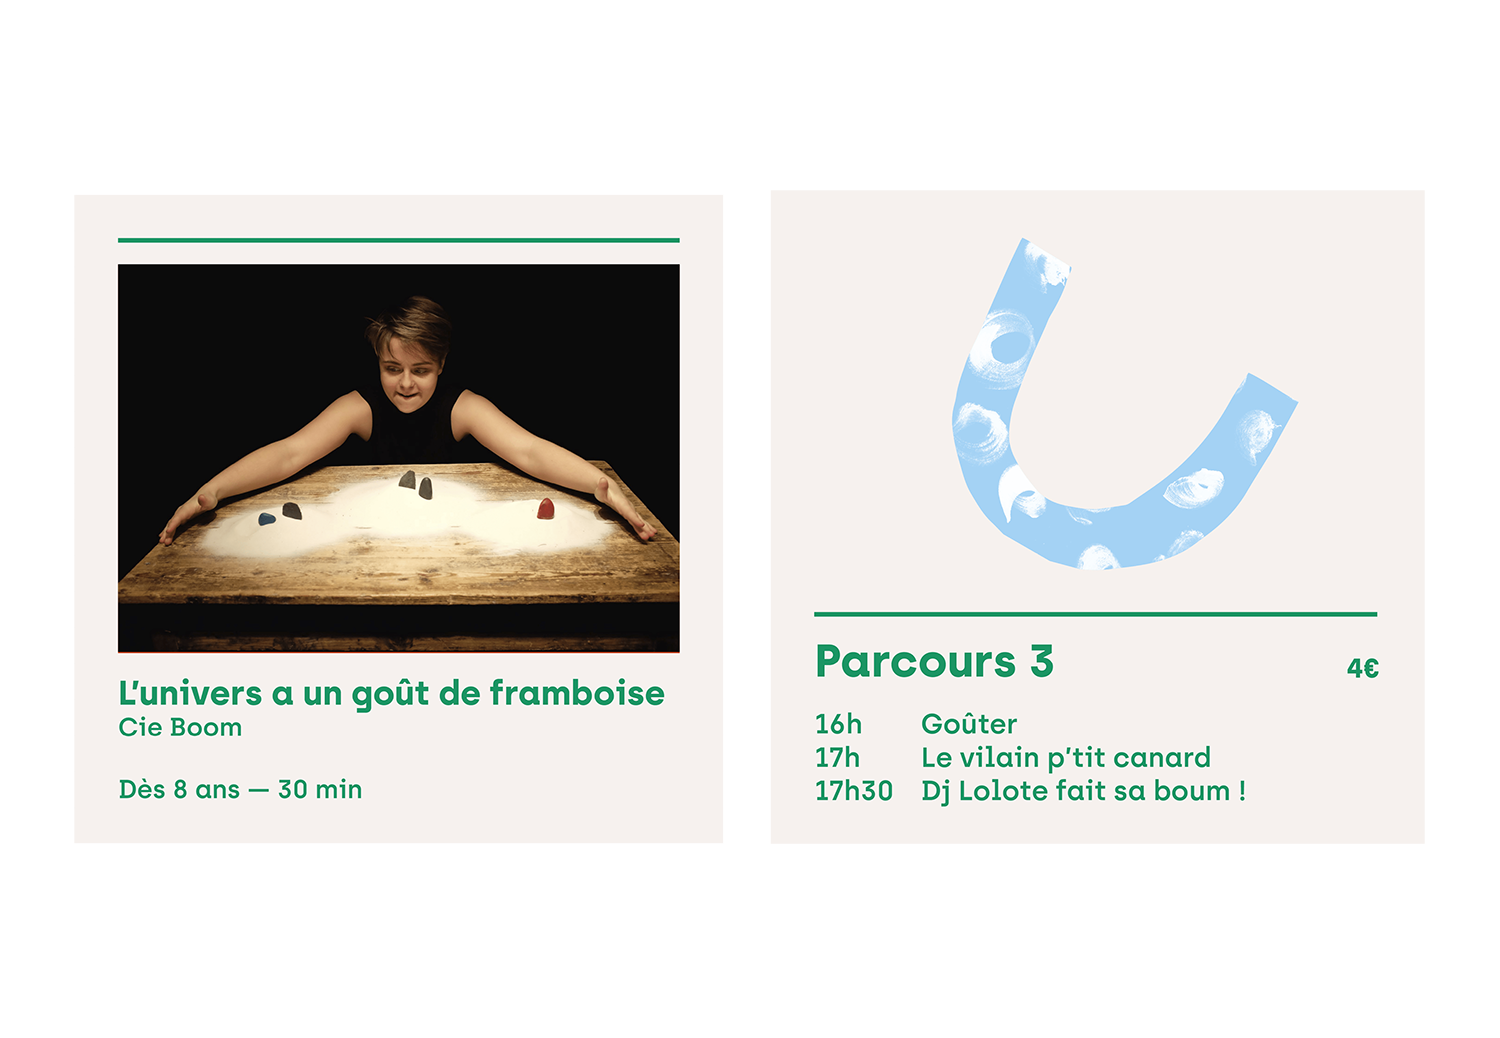 L'univers a un goût de framboise
Cie Boom
Dès 8 ans — 30 min
Parcours 3
4€
16h Goûter
17h Le vilain p'tit canard
17h30 Dj Lolote fait sa boum !